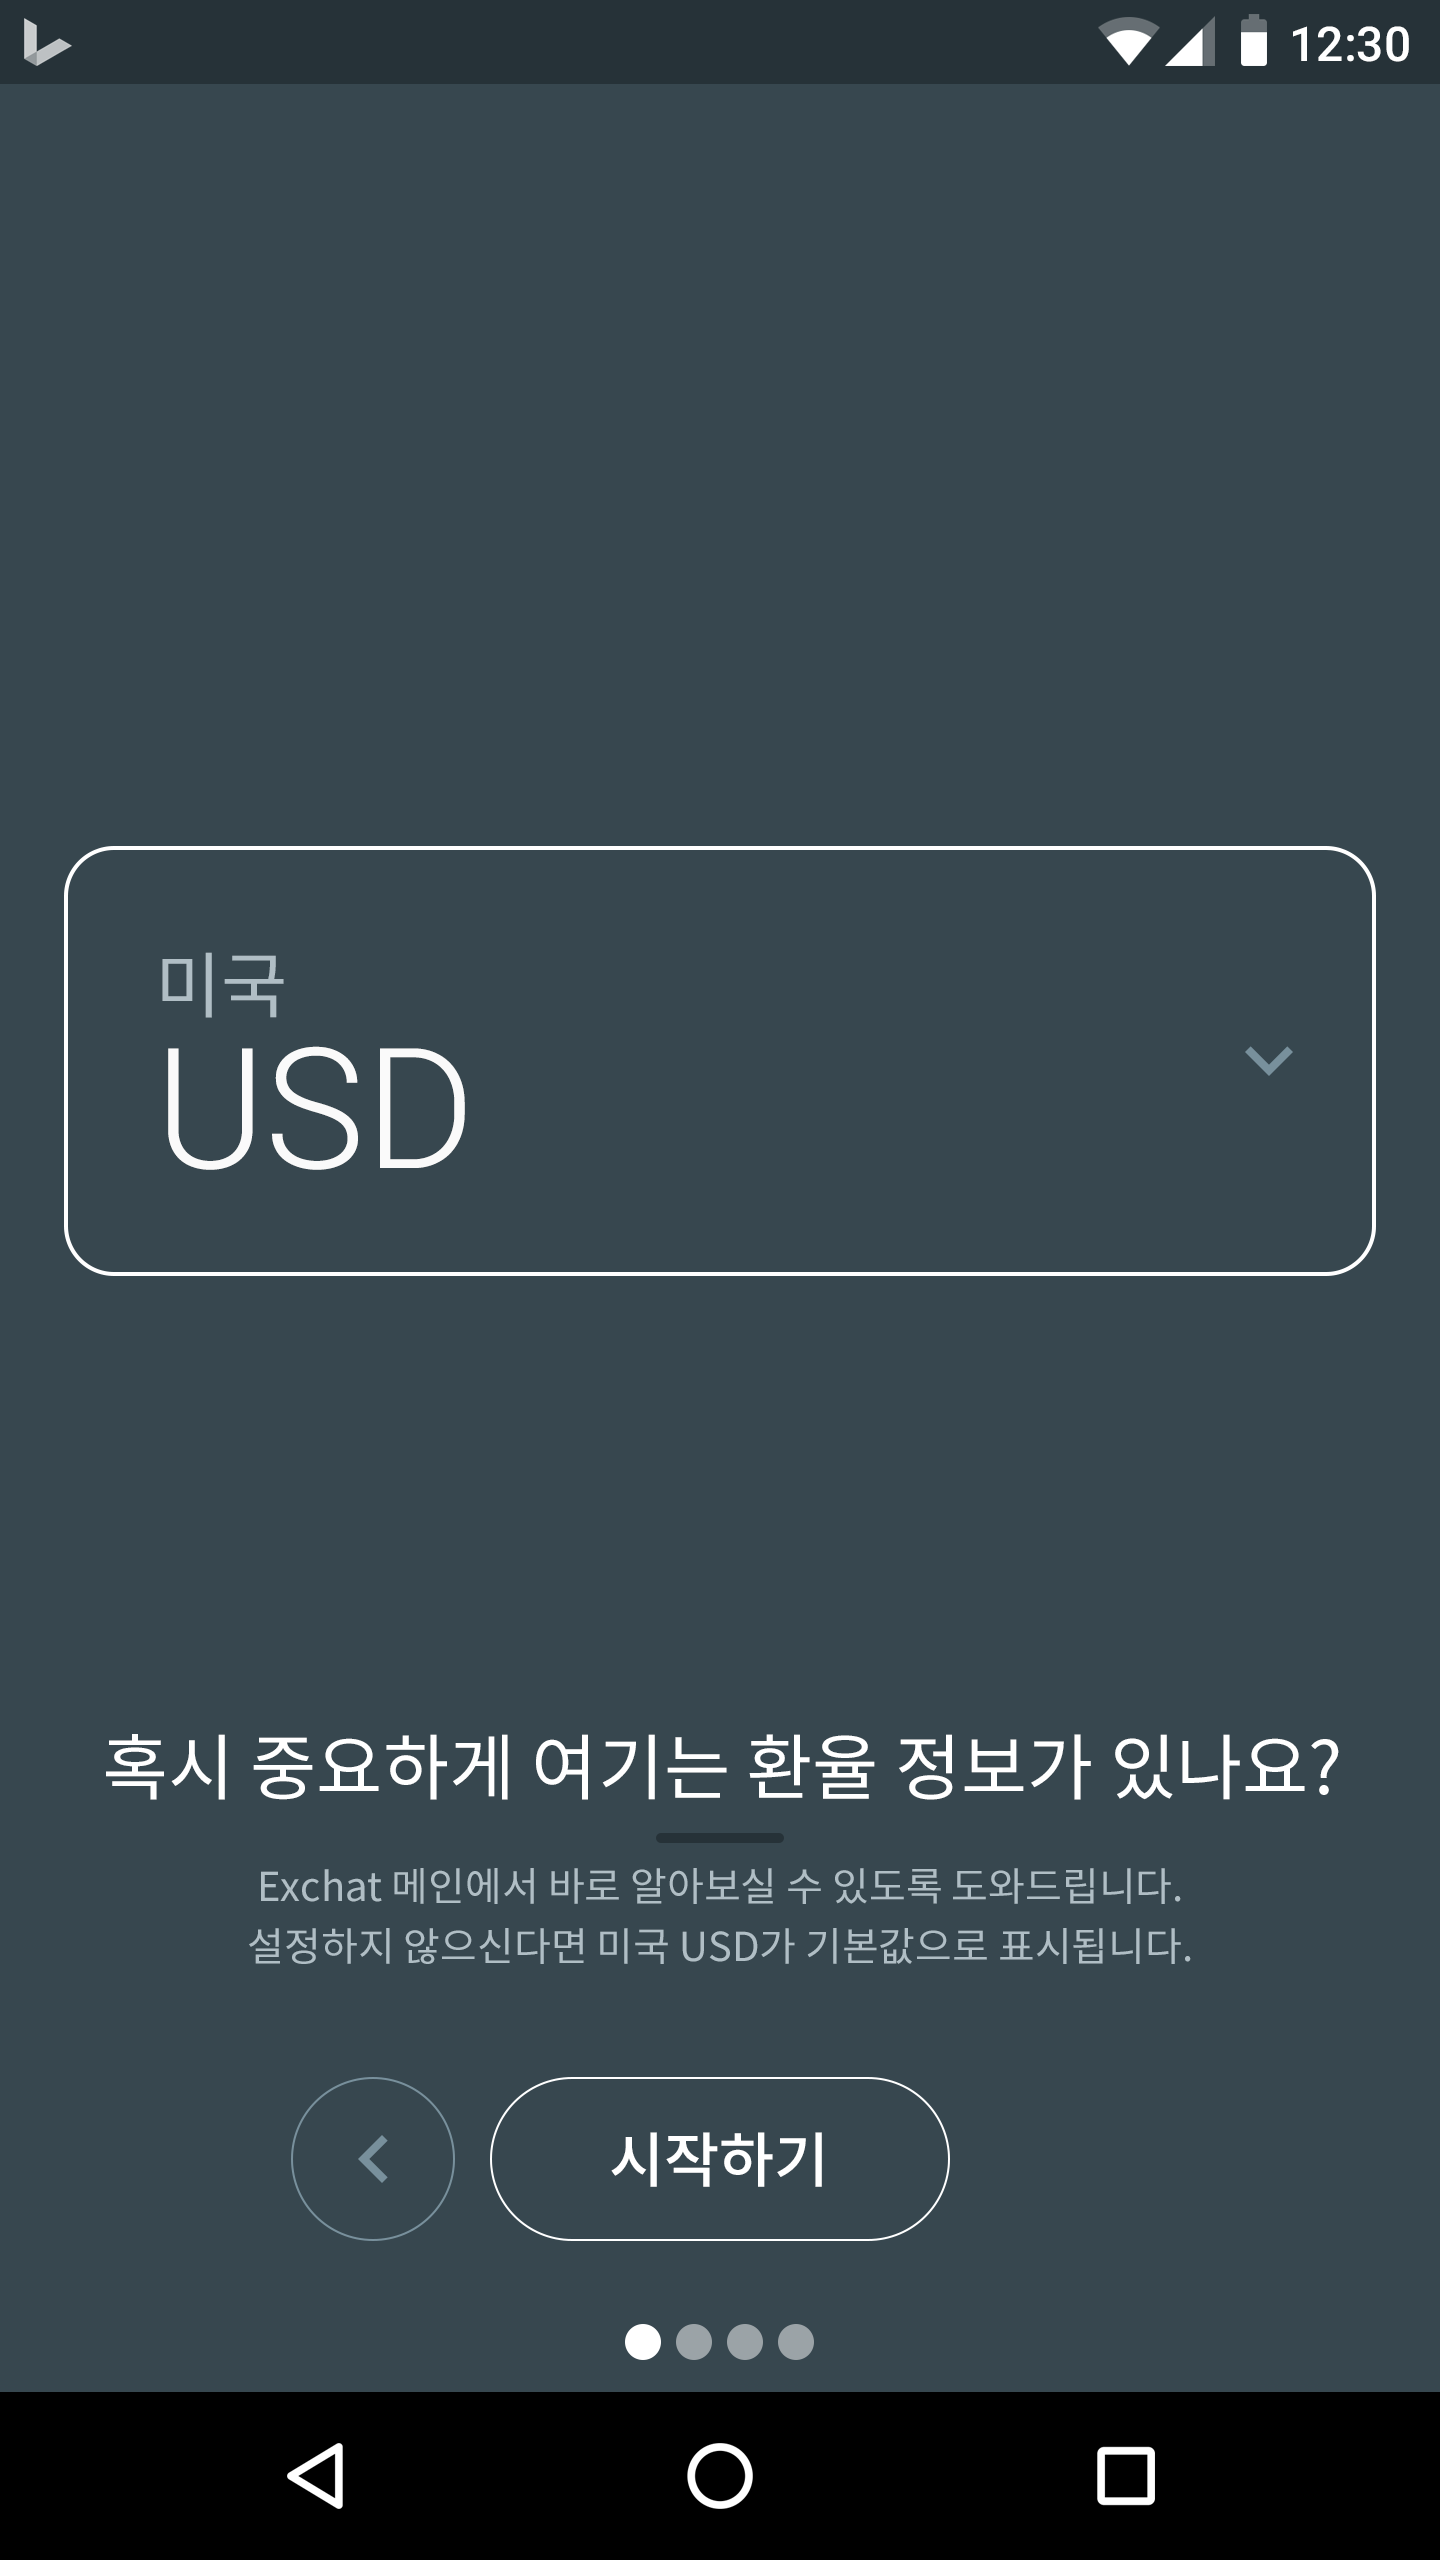 12:30
미국
USD
혹시 중요하게 여기는 환율 정보가 있나요?
Exchat 메인에서 바로 알아보실 수 있도록 도와드립니다.
설정하지 않으신다면 미국 USD가 기본값으로 표시됩니다.
시작하기